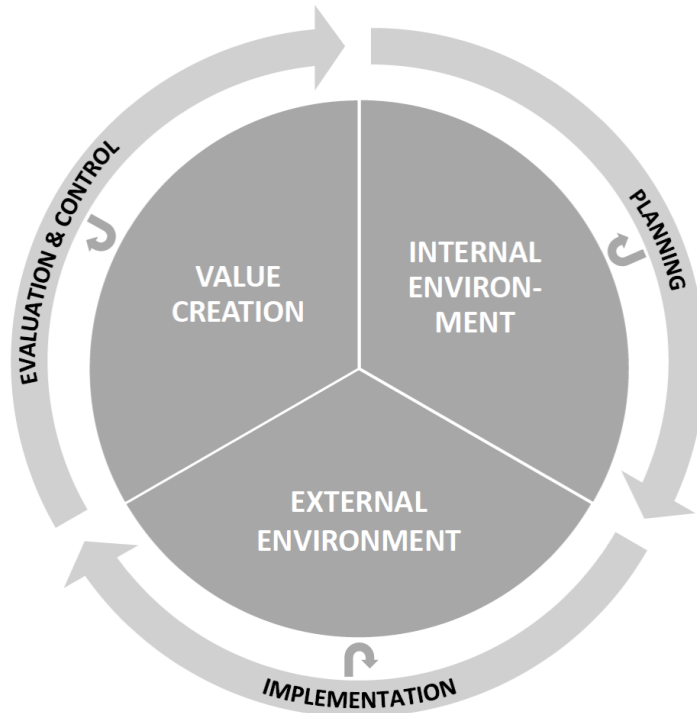 EVALUATION & CONTROL
PLANNING
VALUE
CREATION
INTERNAL
ENVIRON-
MENT
EXTERNAL
ENVIRONMENT
IMPLEMENTATION